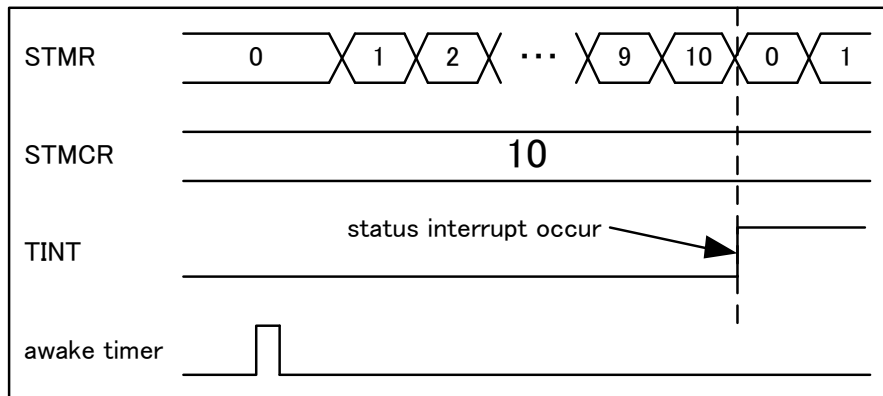 STMR 0 1 2 ··· 9 10 0 1
STMCR 10
status interrupt occur
TINT
awake timer